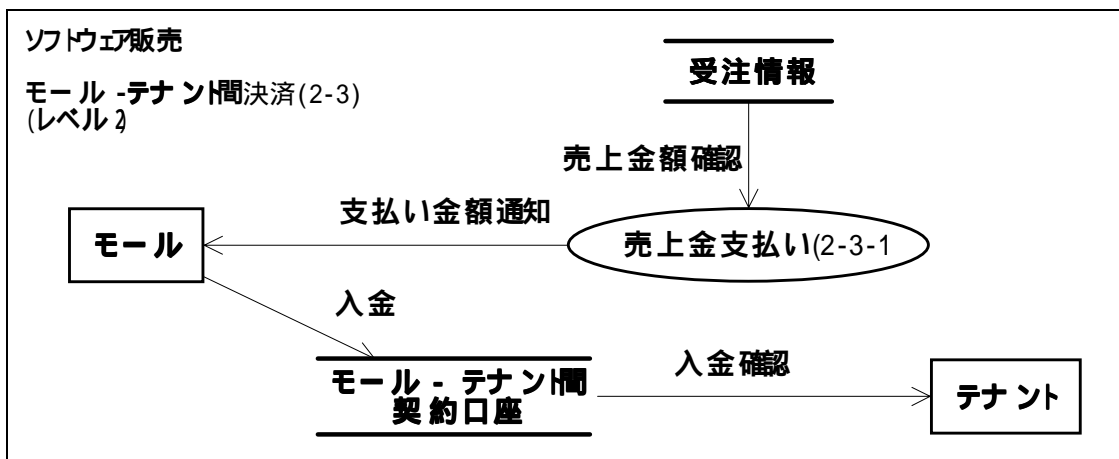 ソフトウェア販売
モール -テナント間決済(2-3)
(レベル2)
受注情報
売上金額確認
支払い金額通知
モール
売上金支払い(2-3-1
入金
入金確認
モール - テナント間
契約口座
テナント